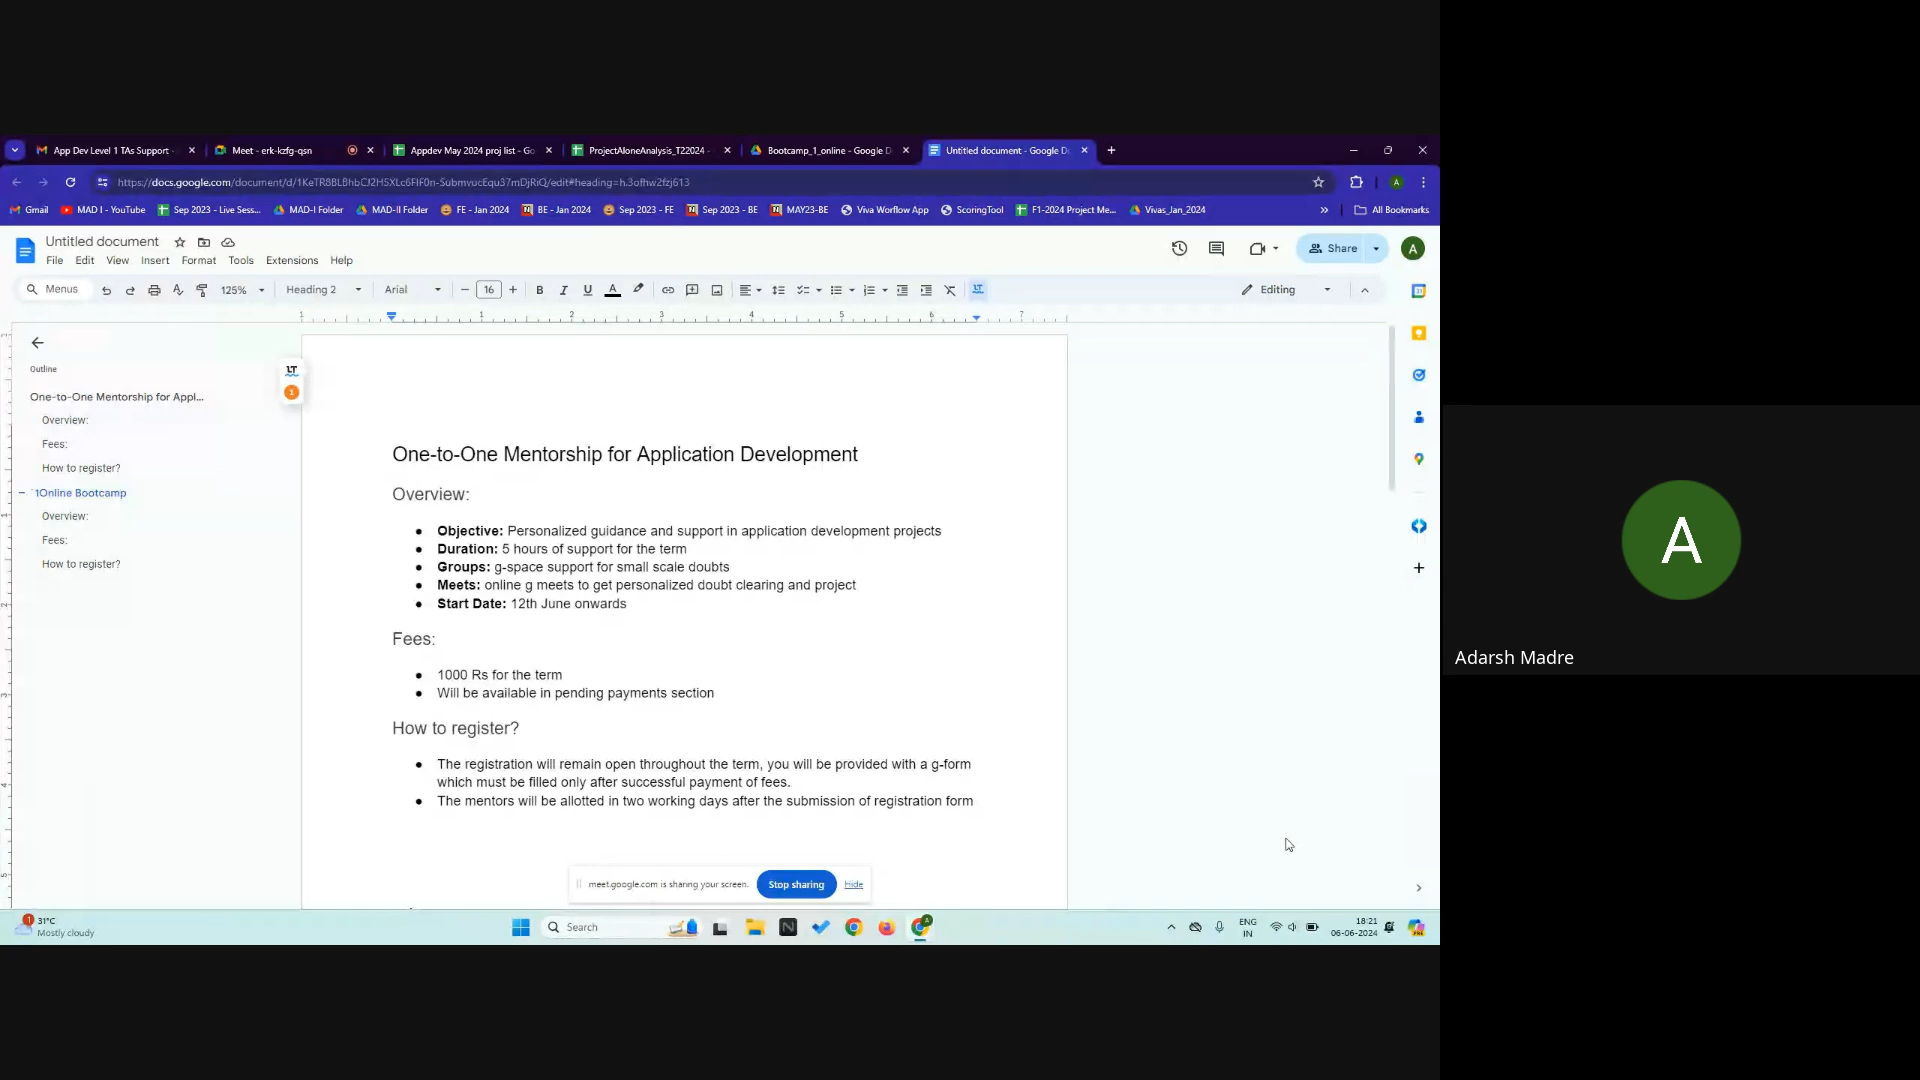 App Dev Level 1 TAs Support -
Meet - erk-kzfg-qsn
Appdev May 2024 proj list - Go
ProjectAloneAnalysis_T22024 -
Bootcamp_1_online - Google D
Untitled document - Google Do
Gmail
MAD I - YouTube
Sep 2023 - Live Sess...
MAD-I Folder
MAD-II Folder
FE - Jan 2024
BE - Jan 2024
Sep 2023 - FE
Sep 2023 - BE
MAY23-BE
Viva Worflow App
ScoringTool
F1-2024 Project Me...
Vivas_Jan_2024
All Bookmarks
Untitled document
File Edit View Insert Format Tools Extensions Help
Share
A
Menus
125%
Heading 2
Arial
16
Editing
Outline
One-to-One Mentorship for Appl...
Overview:
Fees:
How to register?
`1Online Bootcamp
Overview:
Fees:
How to register?
One-to-One Mentorship for Application Development
Overview:
● Objective: Personalized guidance and support in application development projects
● Duration: 5 hours of support for the term
● Groups: g-space support for small scale doubts
● Meets: online g meets to get personalized doubt clearing and project
● Start Date: 12th June onwards
Fees:
● 1000 Rs for the term
● Will be available in pending payments section
How to register?
● The registration will remain open throughout the term, you will be provided with a g-form
which must be filled only after successful payment of fees.
● The mentors will be allotted in two working days after the submission of registration form
meet.google.com is sharing your screen.
Stop sharing
Hide
31°C
Mostly cloudy
Search
ENG
IN
18:21
06-06-2024
A
Adarsh Madre